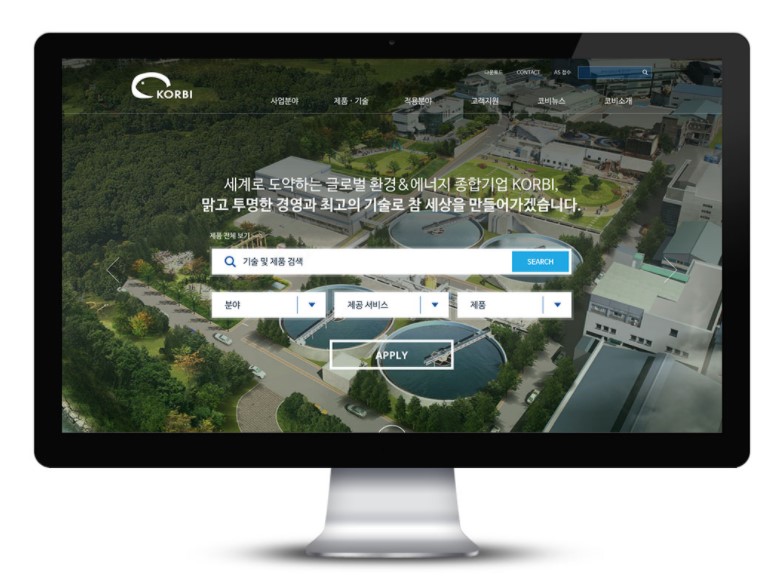 KORBI
다운로드 CONTACT AS 접수
사업분야 제품 · 기술 적용분야 고객지원 코비뉴스 코비소개
세계로 도약하는 글로벌 환경&에너지 종합기업 KORBI,
맑고 투명한 경영과 최고의 기술로 참 세상을 만들어가겠습니다.
제품 전체 보기
기술 및 제품 검색 SEARCH
분야 제공 서비스 제품
APPLY